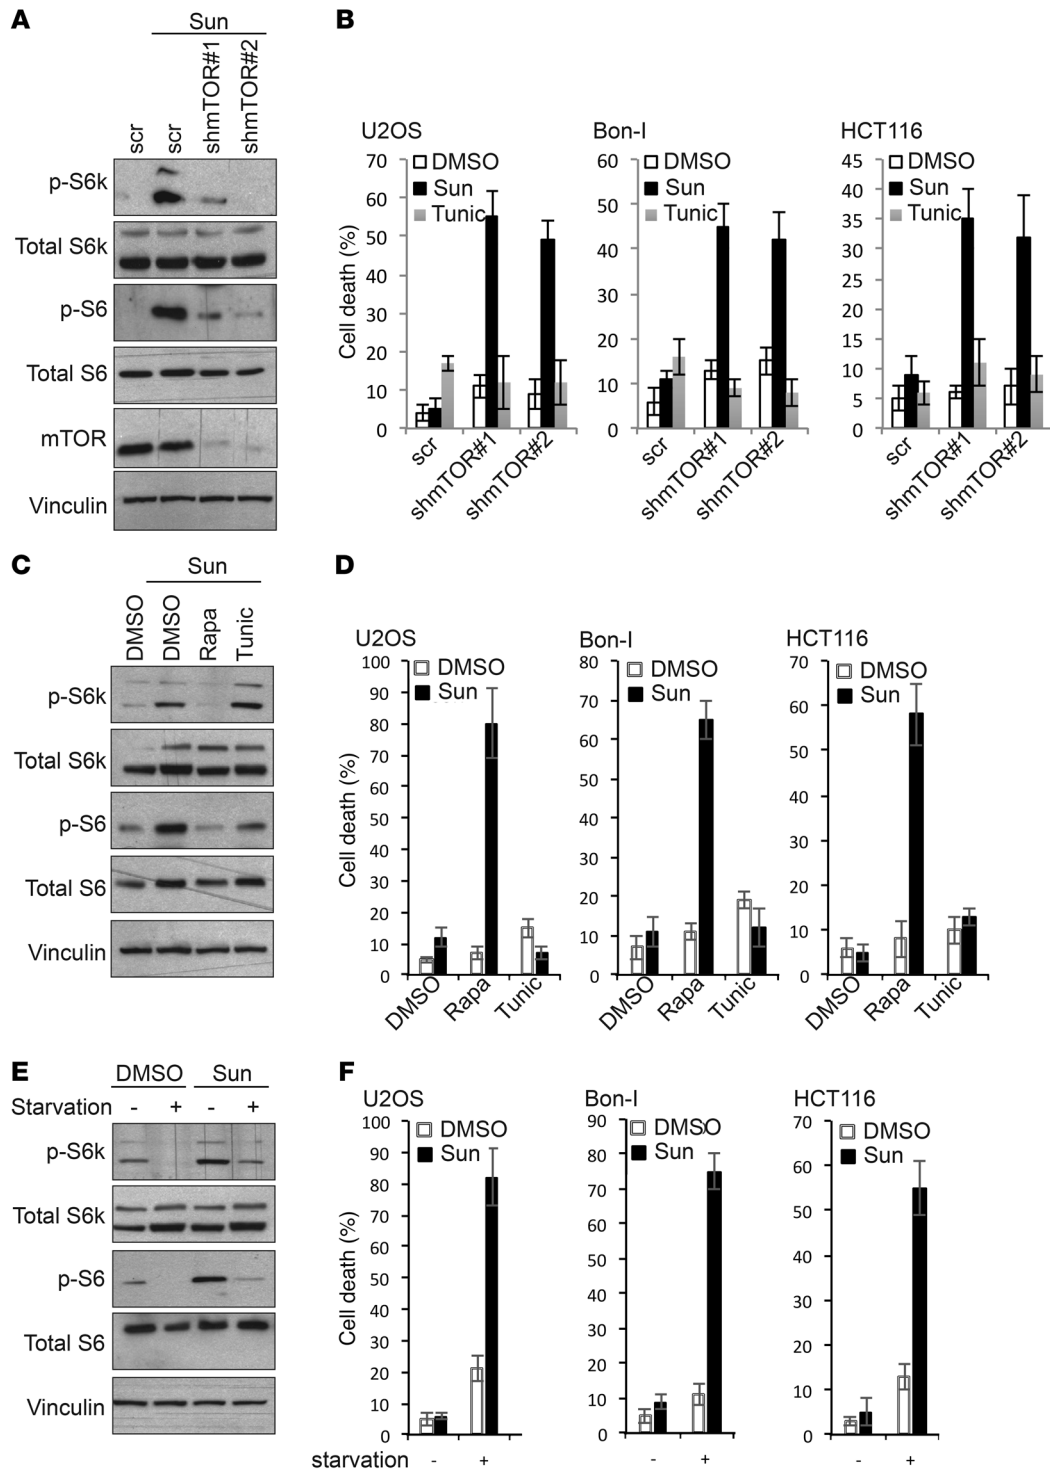 A
Sun
scr
scr
shmTOR#1
shmTOR#2
p-S6k
Total S6k
p-S6
Total S6
mTOR
Vinculin
B
U2OS
DMSO
Sun
Tunic
Cell death (%)
70
60
50
40
30
20
10
0
scr
shmTOR#1
shmTOR#2
Bon-I
DMSO
Sun
Tunic
60
50
40
30
20
10
0
scr
shmTOR#1
shmTOR#2
HCT116
DMSO
Sun
Tunic
45
40
35
30
25
20
15
10
5
0
scr
shmTOR#1
shmTOR#2
C
Sun
DMSO
DMSO
Rapa
Tunic
p-S6k
Total S6k
p-S6
Total S6
Vinculin
D
U2OS
DMSO
Sun
Cell death (%)
100
90
80
70
60
50
40
30
20
10
0
DMSO
Rapa
Tunic
Bon-I
DMSO
Sun
80
70
60
50
40
30
20
10
0
DMSO
Rapa
Tunic
HCT116
DMSO
Sun
70
60
50
40
30
20
10
0
DMSO
Rapa
Tunic
E
DMSO Sun
Starvation - + - +
p-S6k
Total S6k
p-S6
Total S6
Vinculin
F
U2OS
DMSO
Sun
Cell death (%)
100
90
80
70
60
50
40
30
20
10
0
starvation - +
Bon-I
DMSO
Sun
90
80
70
60
50
40
30
20
10
0
- +
HCT116
DMSO
Sun
70
60
50
40
30
20
10
0
- +